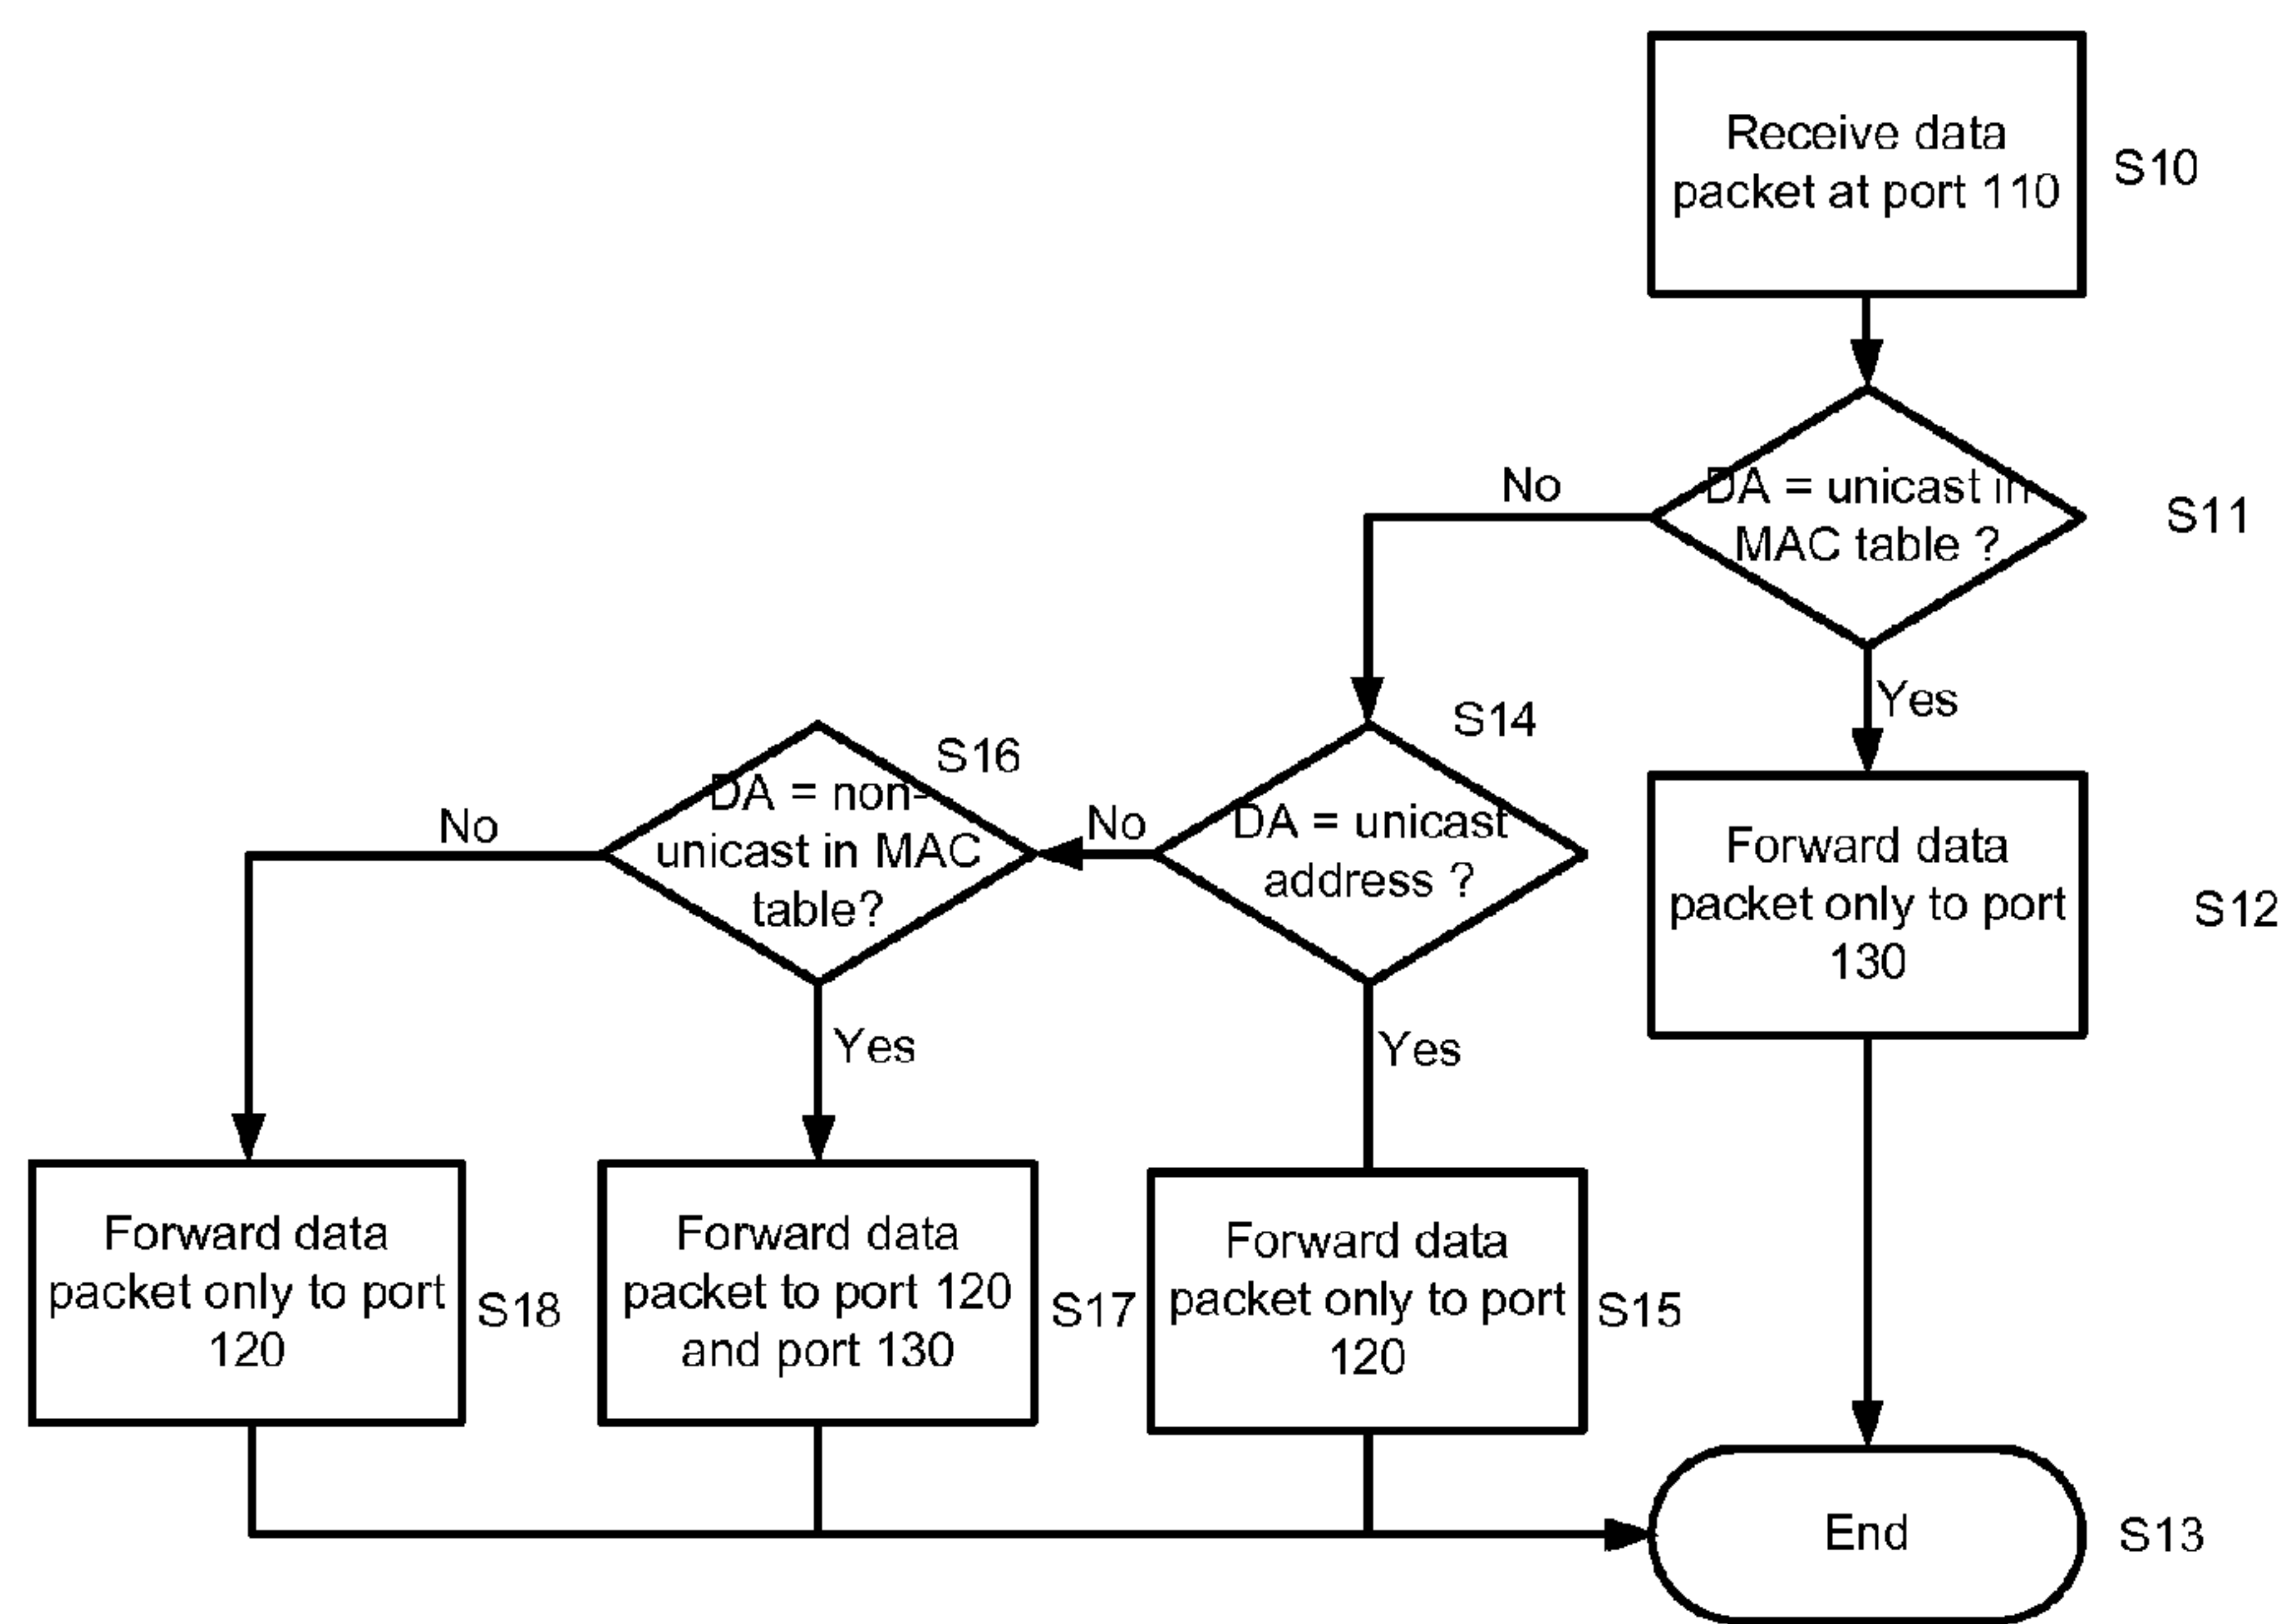 Receive data
packet at port 110
S10
DA = unicast in
MAC table ?
S11
No
Yes
S14
DA = unicast
address ?
No
Yes
S16
DA = non-
unicast in MAC
table?
No
Yes
Forward data
packet only to port
130
S12
Forward data
packet only to port
120
S18
Forward data
packet to port 120
and port 130
S17
Forward data
packet only to port
120
S15
End
S13